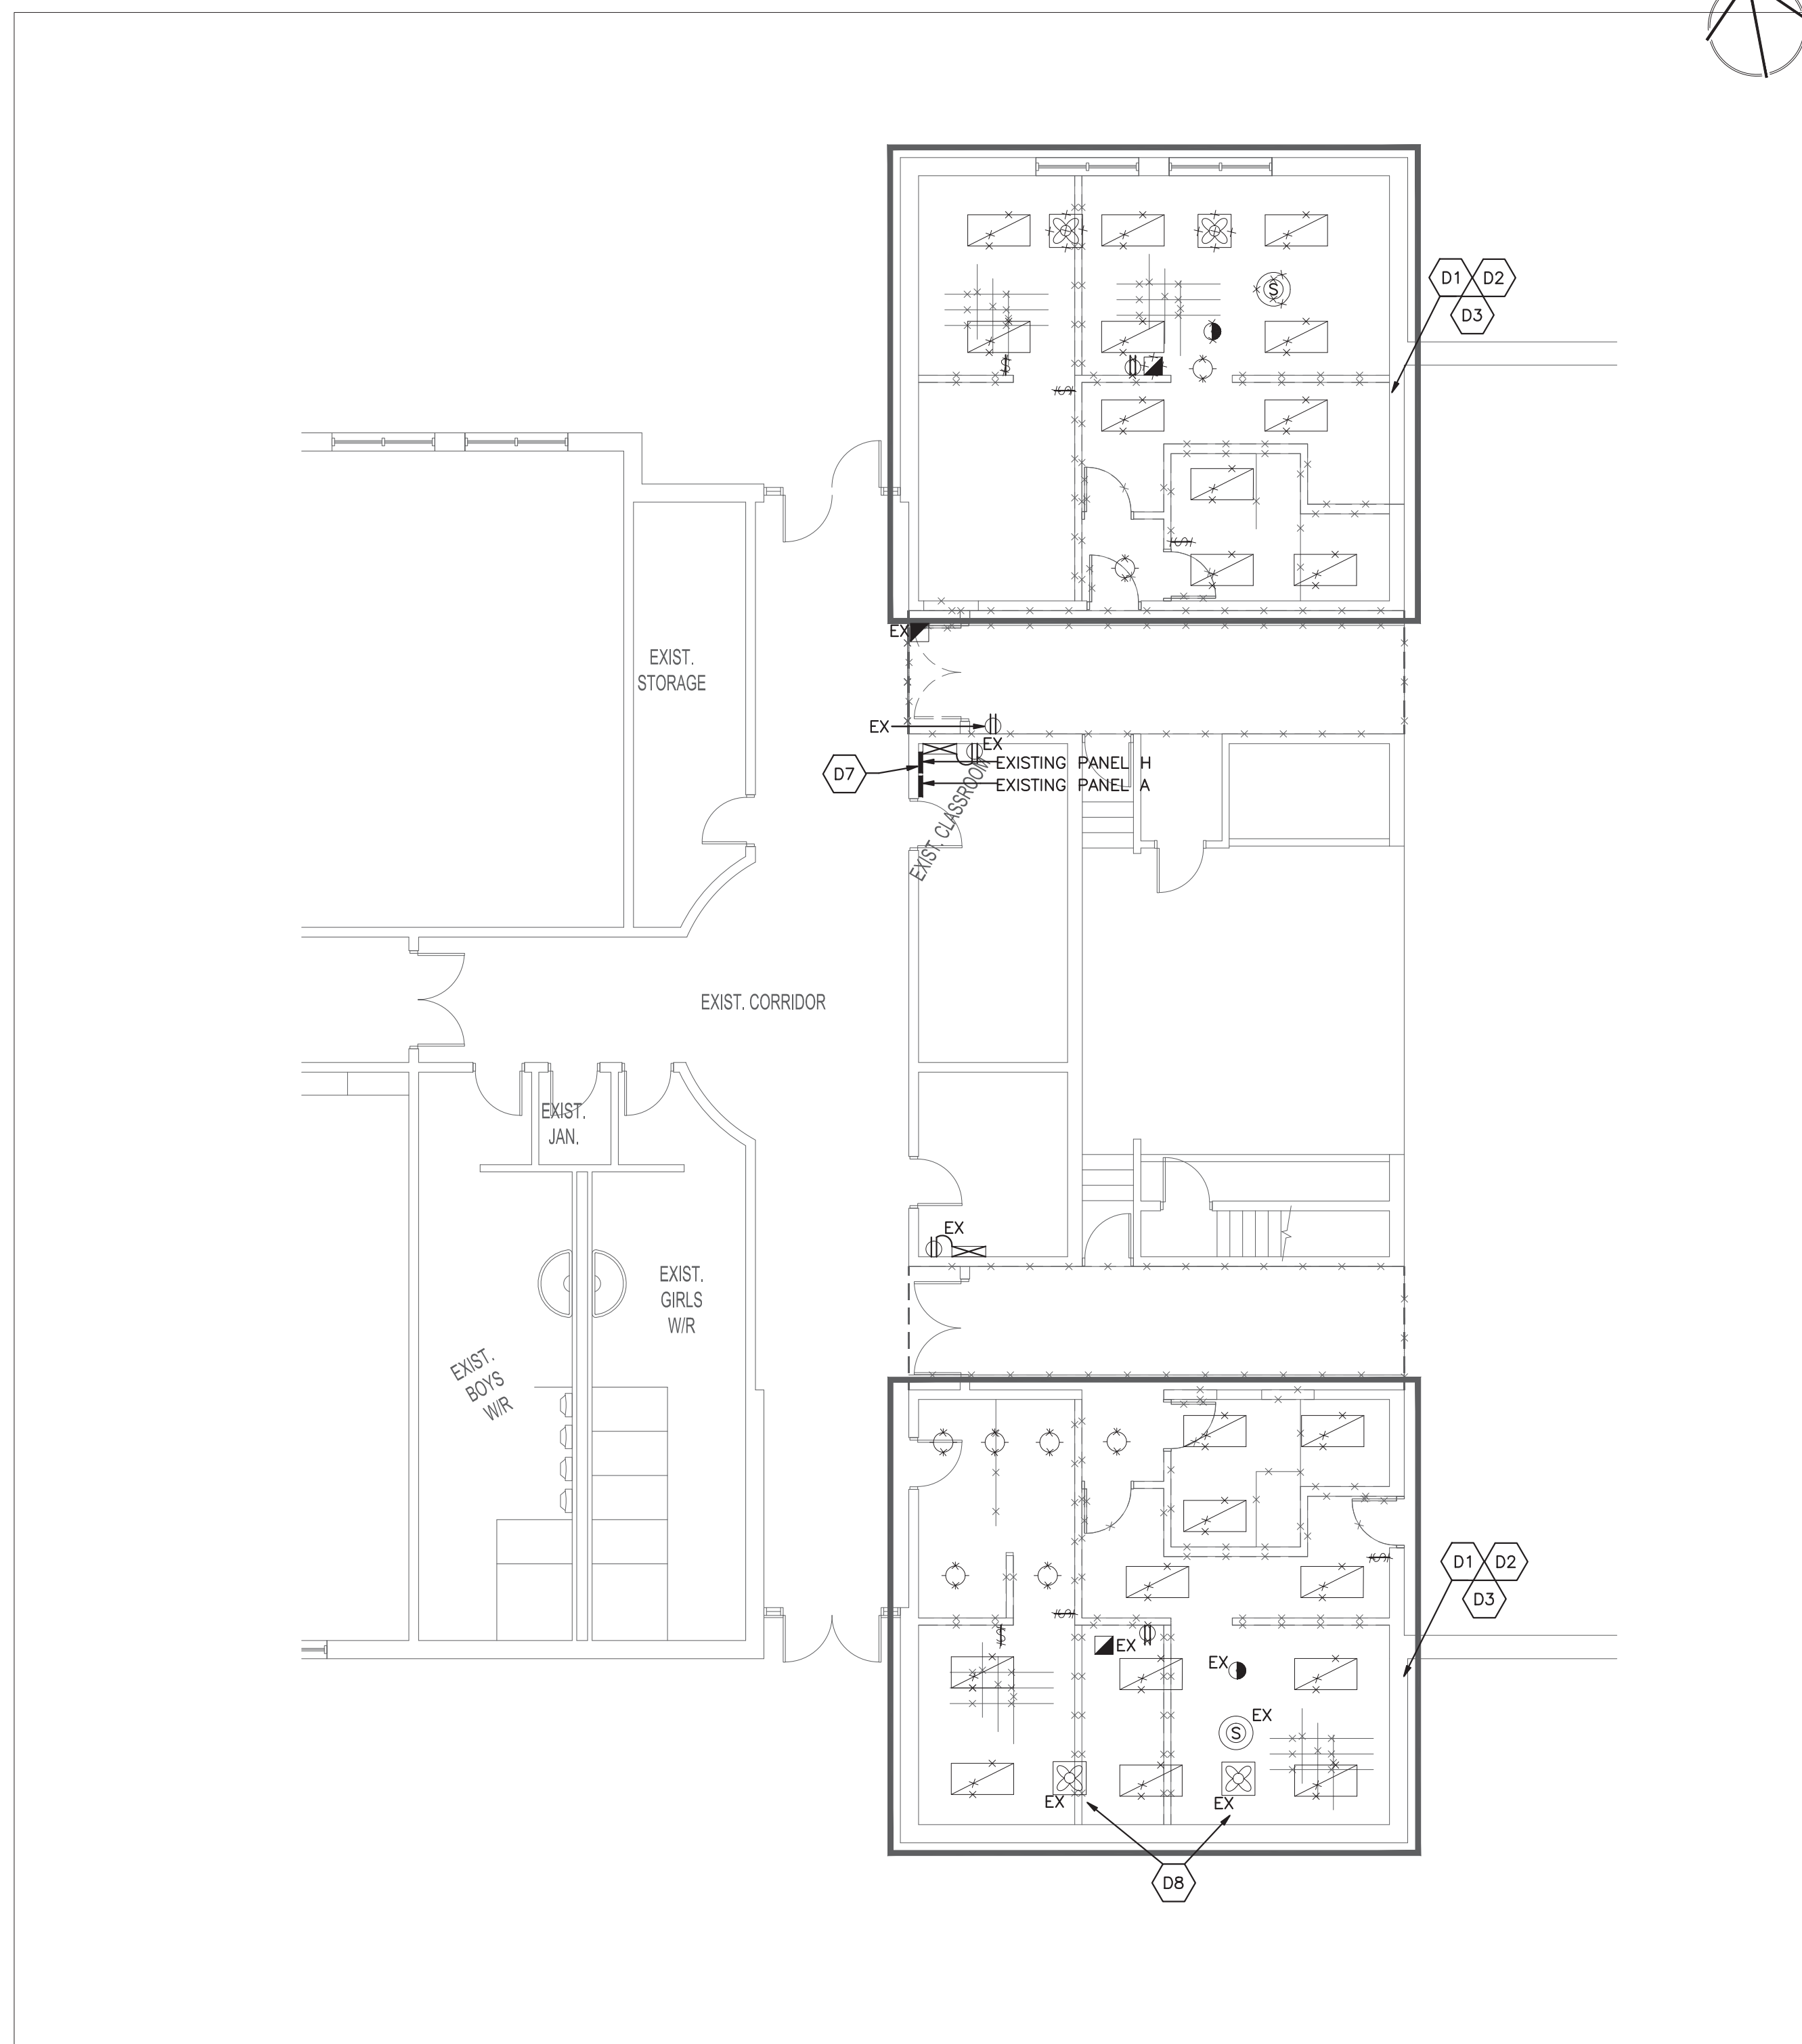 D1
D2
D3
S
$
$
$
EX
EXIST.
STORAGE
EX
EX
EXISTING PANEL H
D7
EXISTING PANEL A
EXIST. CLASSROOM
EXIST. CORRIDOR
EXIST.
JAN.
EX
EXIST.
GIRLS
W/R
EXIST.
BOYS
W/R
D1
D2
D3
$
$
$
EX
EX
EX
S
EX
EX
D8